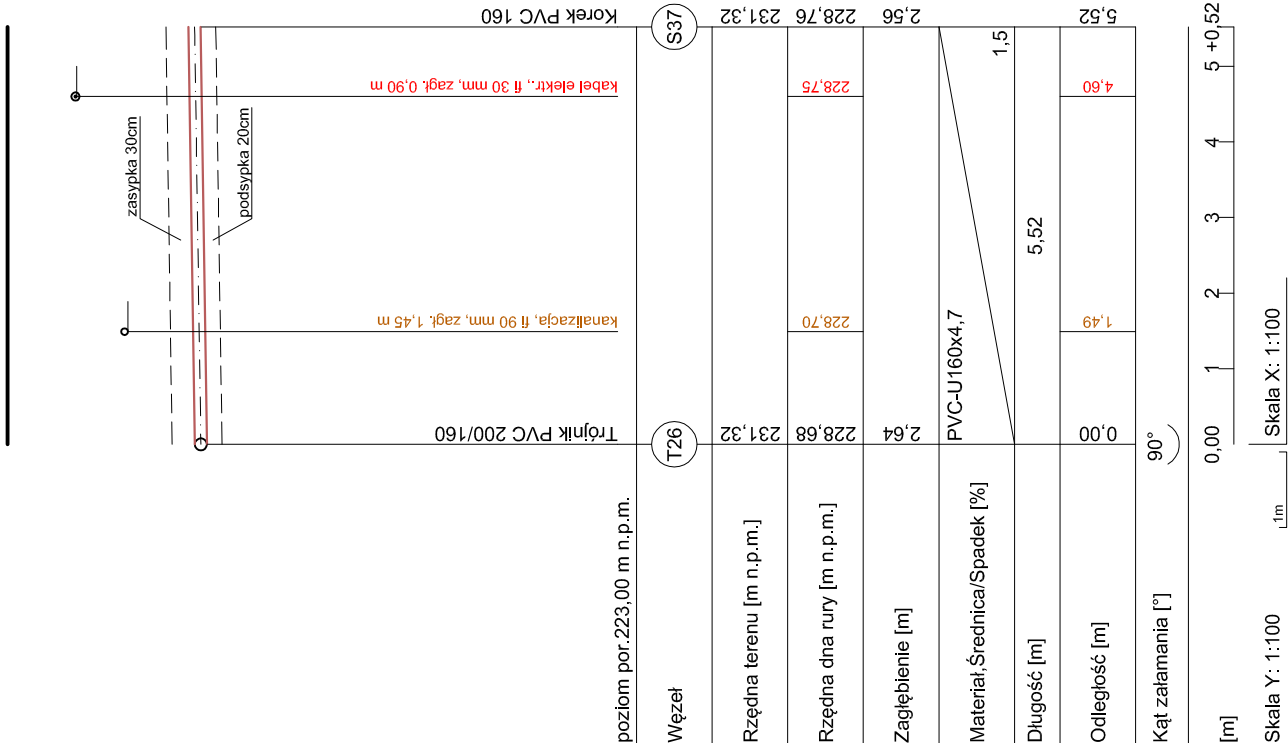 zasypka 30cm
podsypka 20cm
Trójnik PVC 200/160
kanalizacja, fi 90 mm, zagł. 1,45 m
kabel elektr., fi 30 mm, zagł. 0,90 m
Korek PVC 160
poziom por.223,00 m n.p.m.
Węzeł T26 S37
Rzędna terenu [m n.p.m.] 231,32 231,32
Rzędna dna rury [m n.p.m.] 228,68 228,70 228,75 228,76
Zagłębienie [m] 2,64 2,56
Materiał,Średnica/Spadek [%] PVC-U160x4,7 1,5
Długość [m] 5,52
Odległość [m] 0,00 1,49 4,60 5,52
Kąt załamania [°] 90°
[m] 0,00 1 2 3 4 5 +0,52
Skala Y: 1:100 1m Skala X: 1:100